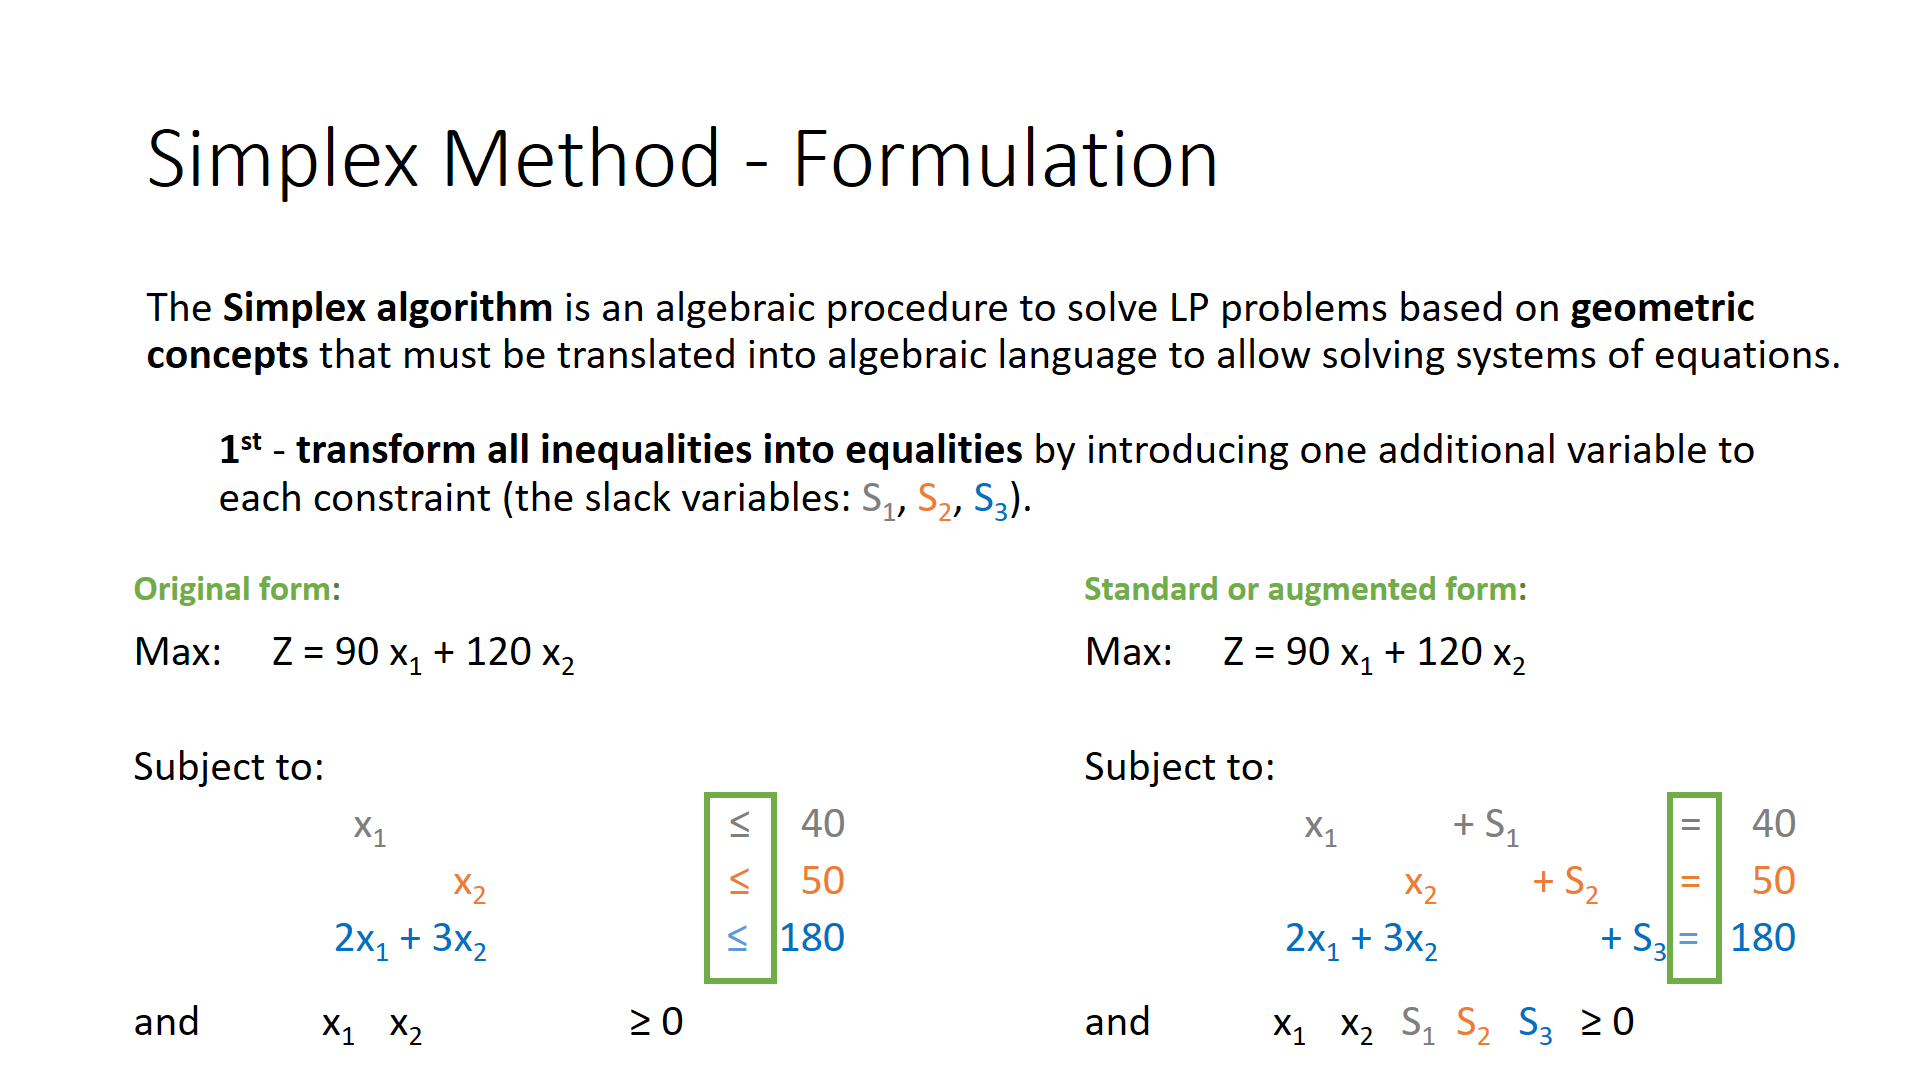 Simplex Method - Formulation
The Simplex algorithm is an algebraic procedure to solve LP problems based on geometric
concepts that must be translated into algebraic language to allow solving systems of equations.
1st - transform all inequalities into equalities by introducing one additional variable to
each constraint (the slack variables: S1, S2, S3).
Original form:
Max: Z = 90 x1 + 120 x2
Subject to:
x1 ≤ 40
x2 ≤ 50
2x1 + 3x2 ≤ 180
and x1 x2 ≥ 0
Standard or augmented form:
Max: Z = 90 x1 + 120 x2
Subject to:
x1 + S1 = 40
x2 + S2 = 50
2x1 + 3x2 + S3 = 180
and x1 x2 S1 S2 S3 ≥ 0